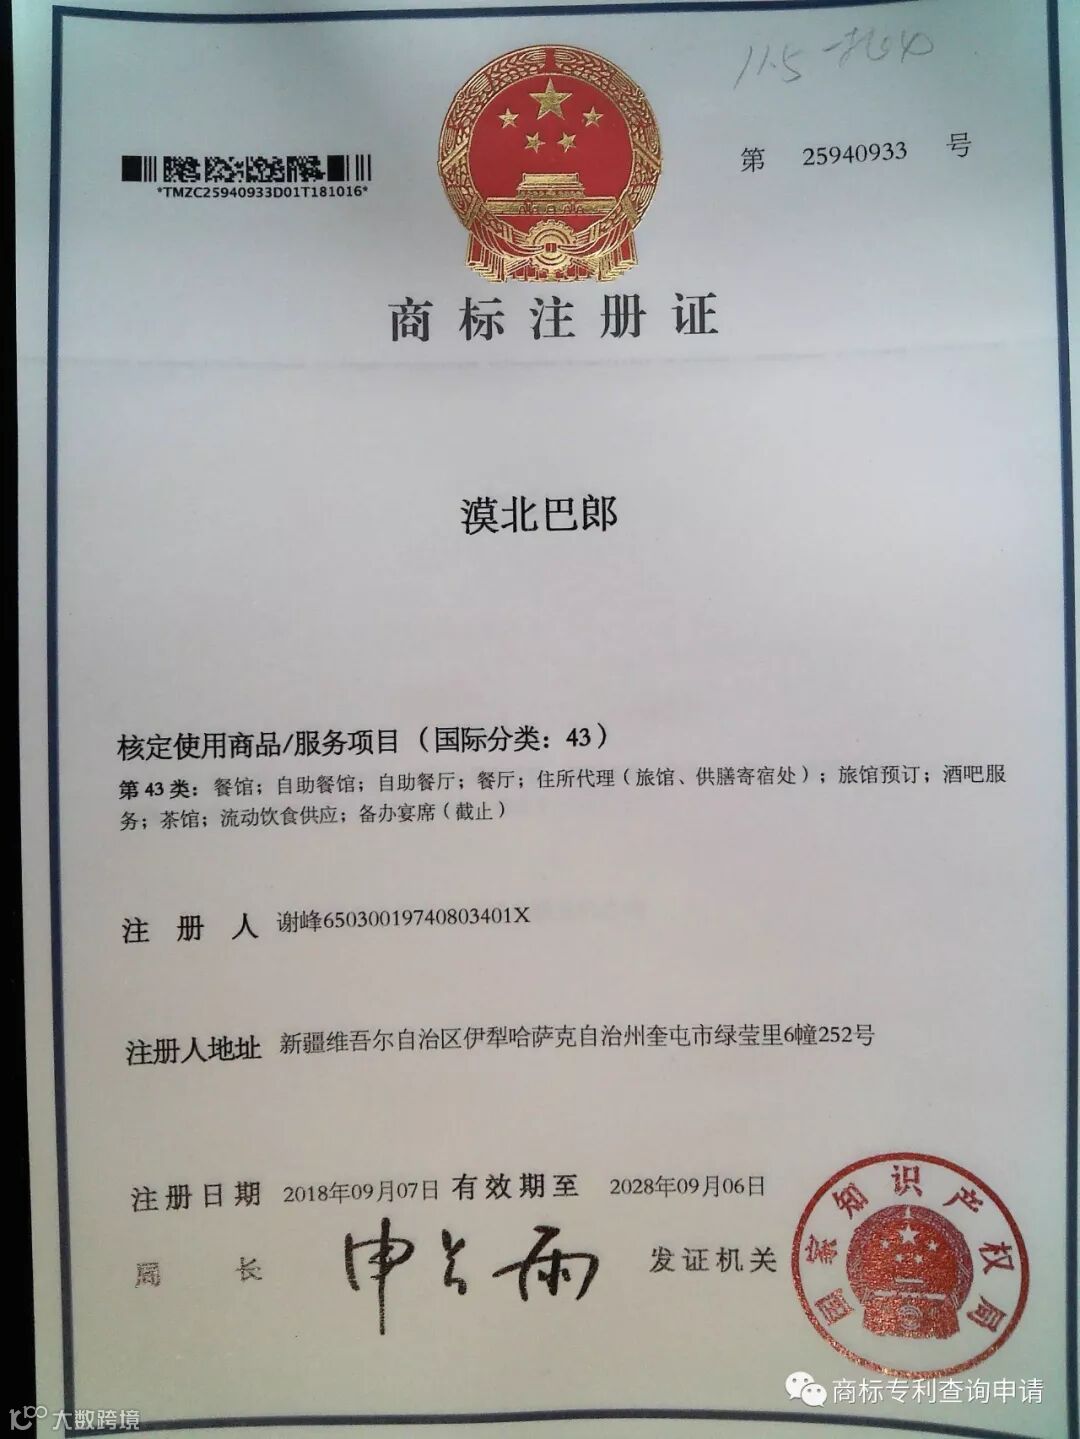 *TMZC25940933D01T181016*
第 25940933 号
商标注册证
漠北巴郎
核定使用商品/服务项目（国际分类：43）
第 43 类：餐馆；自助餐馆；自助餐厅；餐厅；住所代理（旅馆、供膳寄宿处）；旅馆预订；酒吧服
务；茶馆；流动饮食供应；备办宴席（截止）
注册人 谢峰65030019740803401X
注册人地址 新疆维吾尔自治区伊犁哈萨克自治州奎屯市绿莹里6幢252号
注册日期 2018年09月07日 有效期至 2028年09月06日
局长 申长雨 发证机关
国家知识产权局
商标专利查询申请
大数跨境